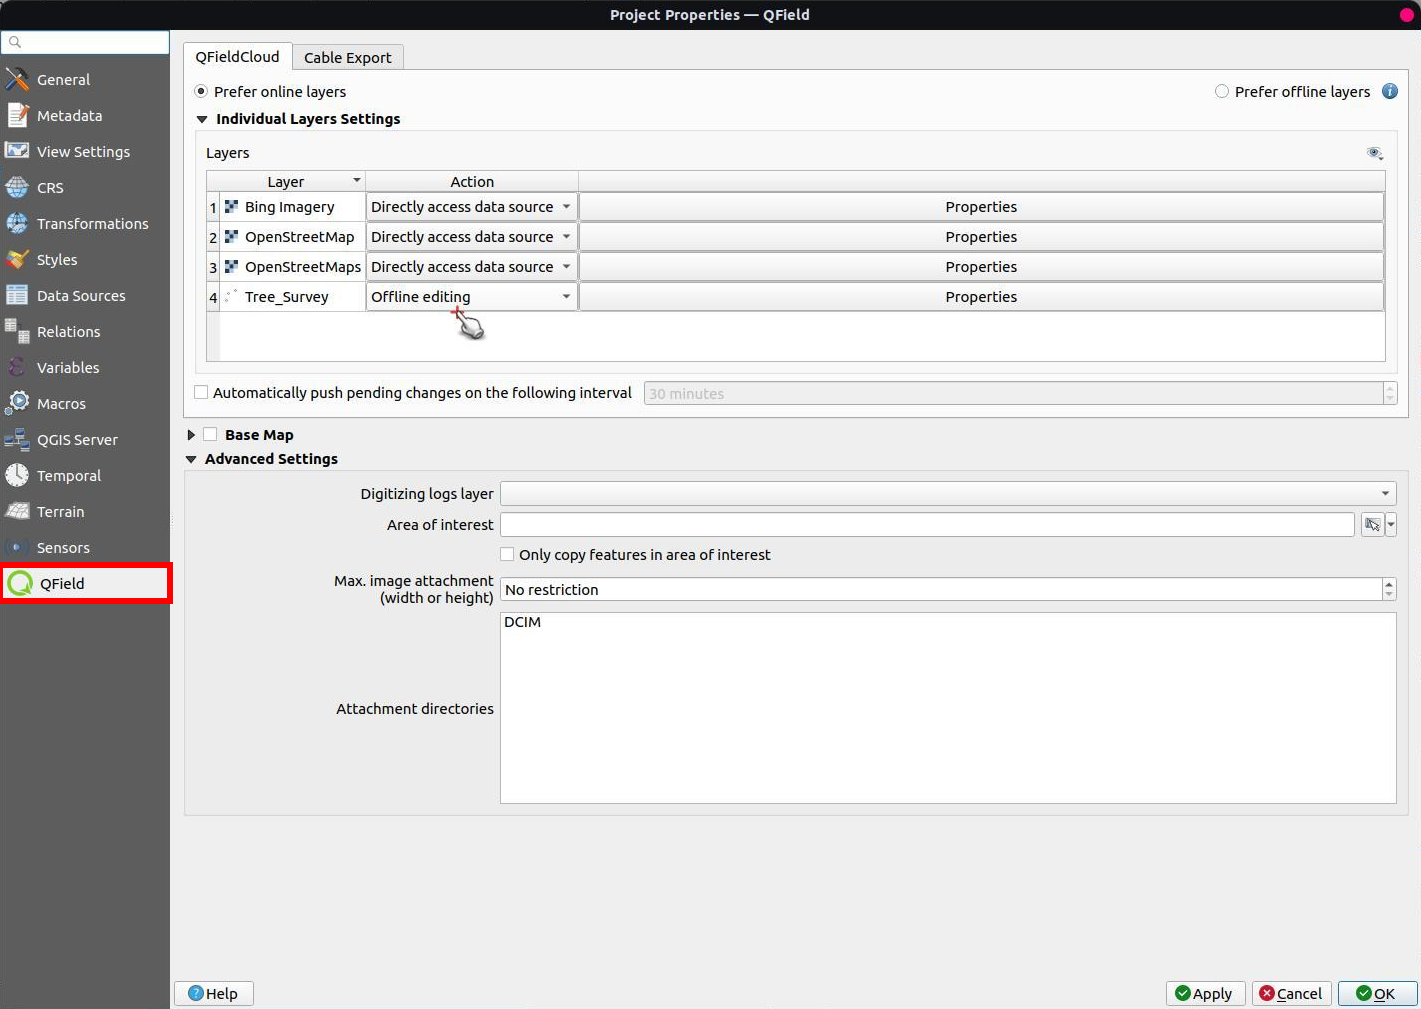 Project Properties — QField
General
Metadata
View Settings
CRS
Transformations
Styles
Data Sources
Relations
Variables
Macros
QGIS Server
Temporal
Terrain
Sensors
QField
QFieldCloud
Cable Export
Prefer online layers
Prefer offline layers
Individual Layers Settings
Layers
Layer Action
1 Bing Imagery Directly access data source Properties
2 OpenStreetMap Directly access data source Properties
3 OpenStreetMaps Directly access data source Properties
4 Tree_Survey Offline editing Properties
Automatically push pending changes on the following interval 30 minutes
Base Map
Advanced Settings
Digitizing logs layer
Area of interest
Only copy features in area of interest
Max. image attachment
(width or height) No restriction
DCIM
Attachment directories
Help
Apply
Cancel
OK